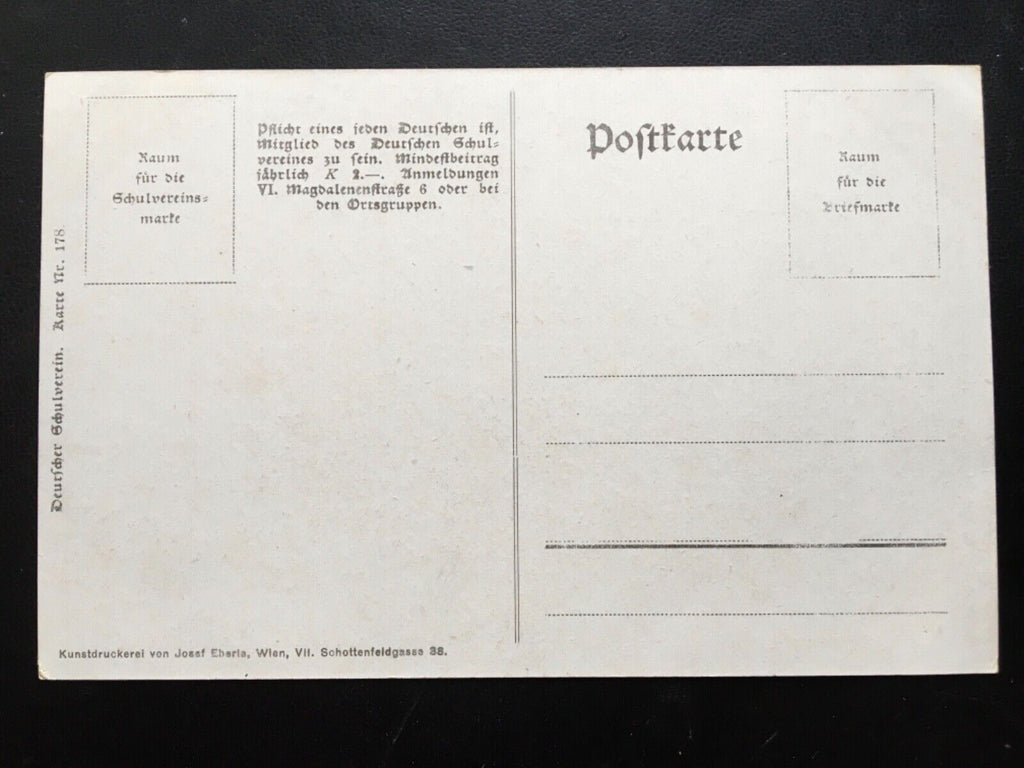 Raum
für die
Schulvereins-
marke
Pflicht eines jeden Deutschen ist,
Mitglied des Deutschen Schul-
vereines zu sein. Mindestbeitrag
jährlich K 2.—. Anmeldungen
VI. Magdalenenstraße 6 oder bei
den Ortsgruppen.
Postkarte
Raum
für die
Briefmarke
Deutscher Schulverein. Karte Nr. 178.
Kunstdruckerei von Josef Eberle, Wien, VII. Schottenfeldgasse 38.